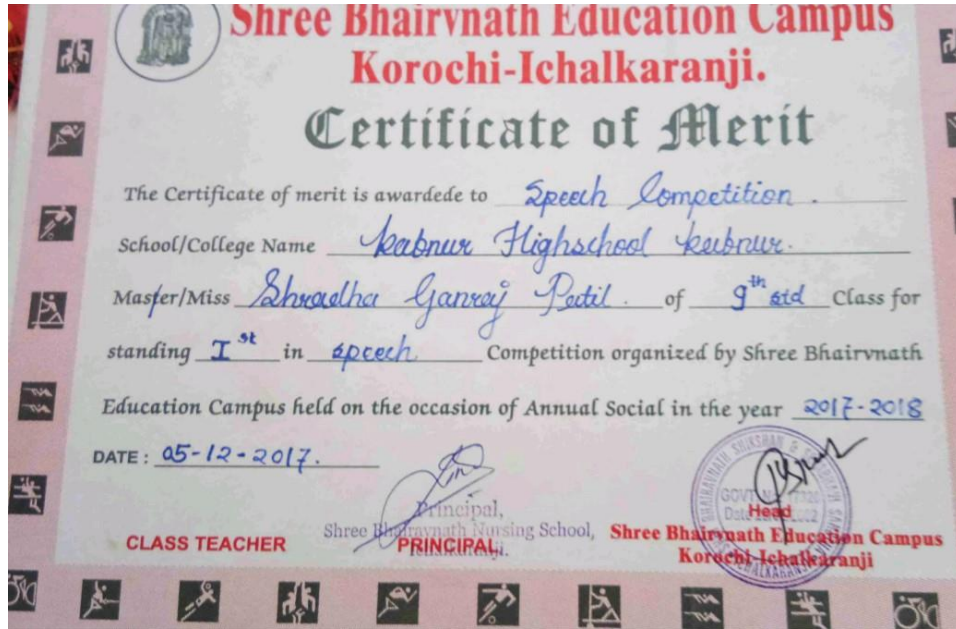 Shree Bhairvnath Education Campus
Korochi-Ichalkaranji.
Certificate of Merit
The Certificate of merit is awardede to Speech Competition.
School/College Name Kabnur Highschool Kabnur.
Master/Miss Shradha Ganraj Patil. of 9th std Class for
standing Ist in speech Competition organized by Shree Bhairvnath
Education Campus held on the occasion of Annual Social in the year 2017-2018
DATE : 05-12-2017.
Principal,
Shree Bhairavnath Nursing School,
CLASS TEACHER
PRINCIPAL
Head
Shree Bhairvnath Education Campus
Korochi-Ichalkaranji